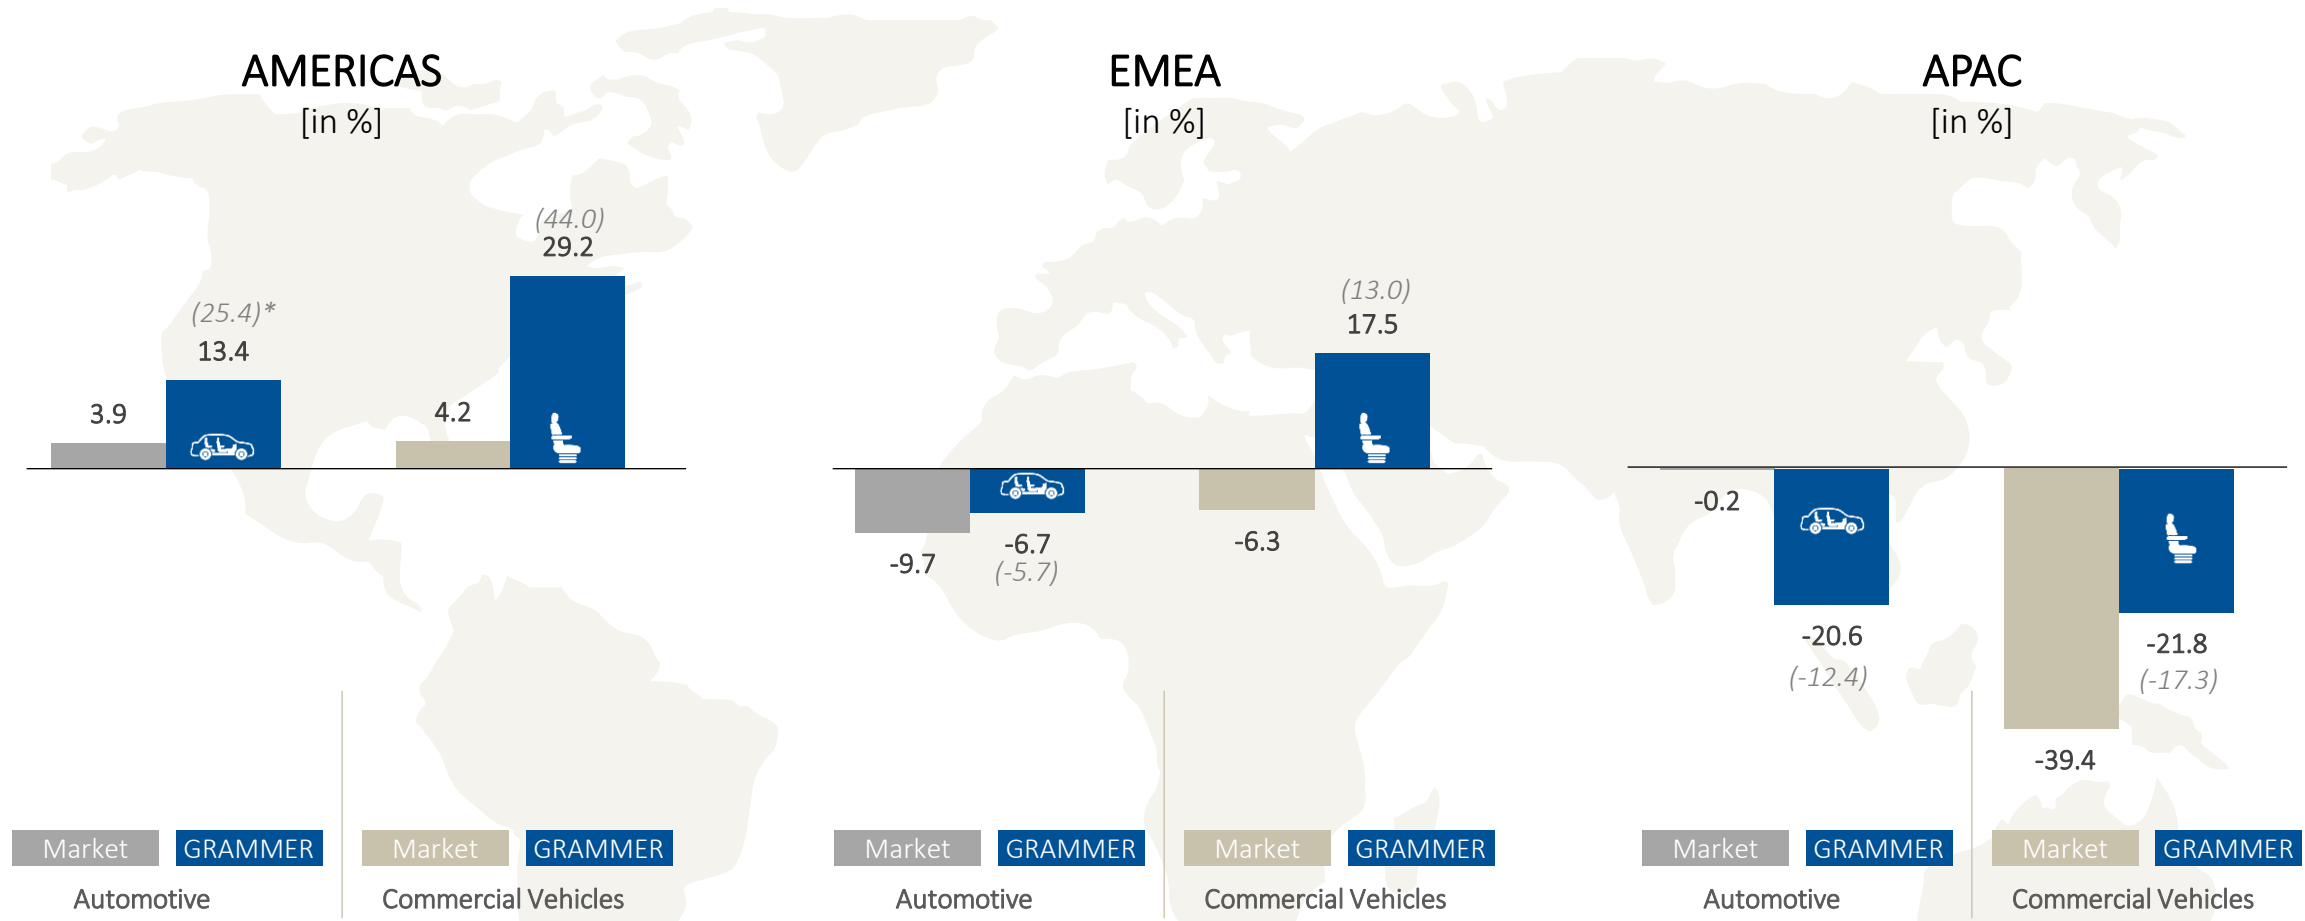 AMERICAS
[in %]
(44.0)
29.2
(25.4)*
13.4
3.9
4.2
Market
GRAMMER
Market
GRAMMER
Automotive
Commercial Vehicles
EMEA
[in %]
(13.0)
17.5
-9.7
-6.7
(-5.7)
-6.3
Market
GRAMMER
Market
GRAMMER
Automotive
Commercial Vehicles
APAC
[in %]
-0.2
-20.6
(-12.4)
-21.8
(-17.3)
-39.4
Market
GRAMMER
Market
GRAMMER
Automotive
Commercial Vehicles